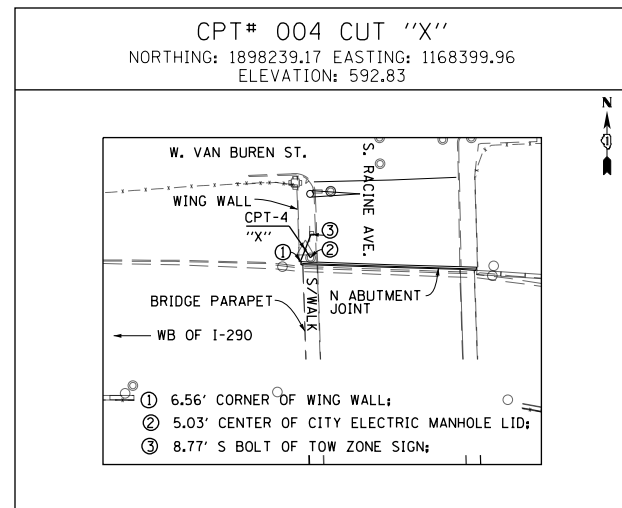 CPT# 004 CUT "X"
NORTHING: 1898239.17 EASTING: 1168399.96
ELEVATION: 592.83
N
W. VAN BUREN ST.
S. RACINE AVE.
WING WALL
CPT-4
"X"
3
1
2
S/WALK
N ABUTMENT
JOINT
BRIDGE PARAPET
WB OF I-290
1 6.56' CORNER OF WING WALL;
2 5.03' CENTER OF CITY ELECTRIC MANHOLE LID;
3 8.77' S BOLT OF TOW ZONE SIGN;